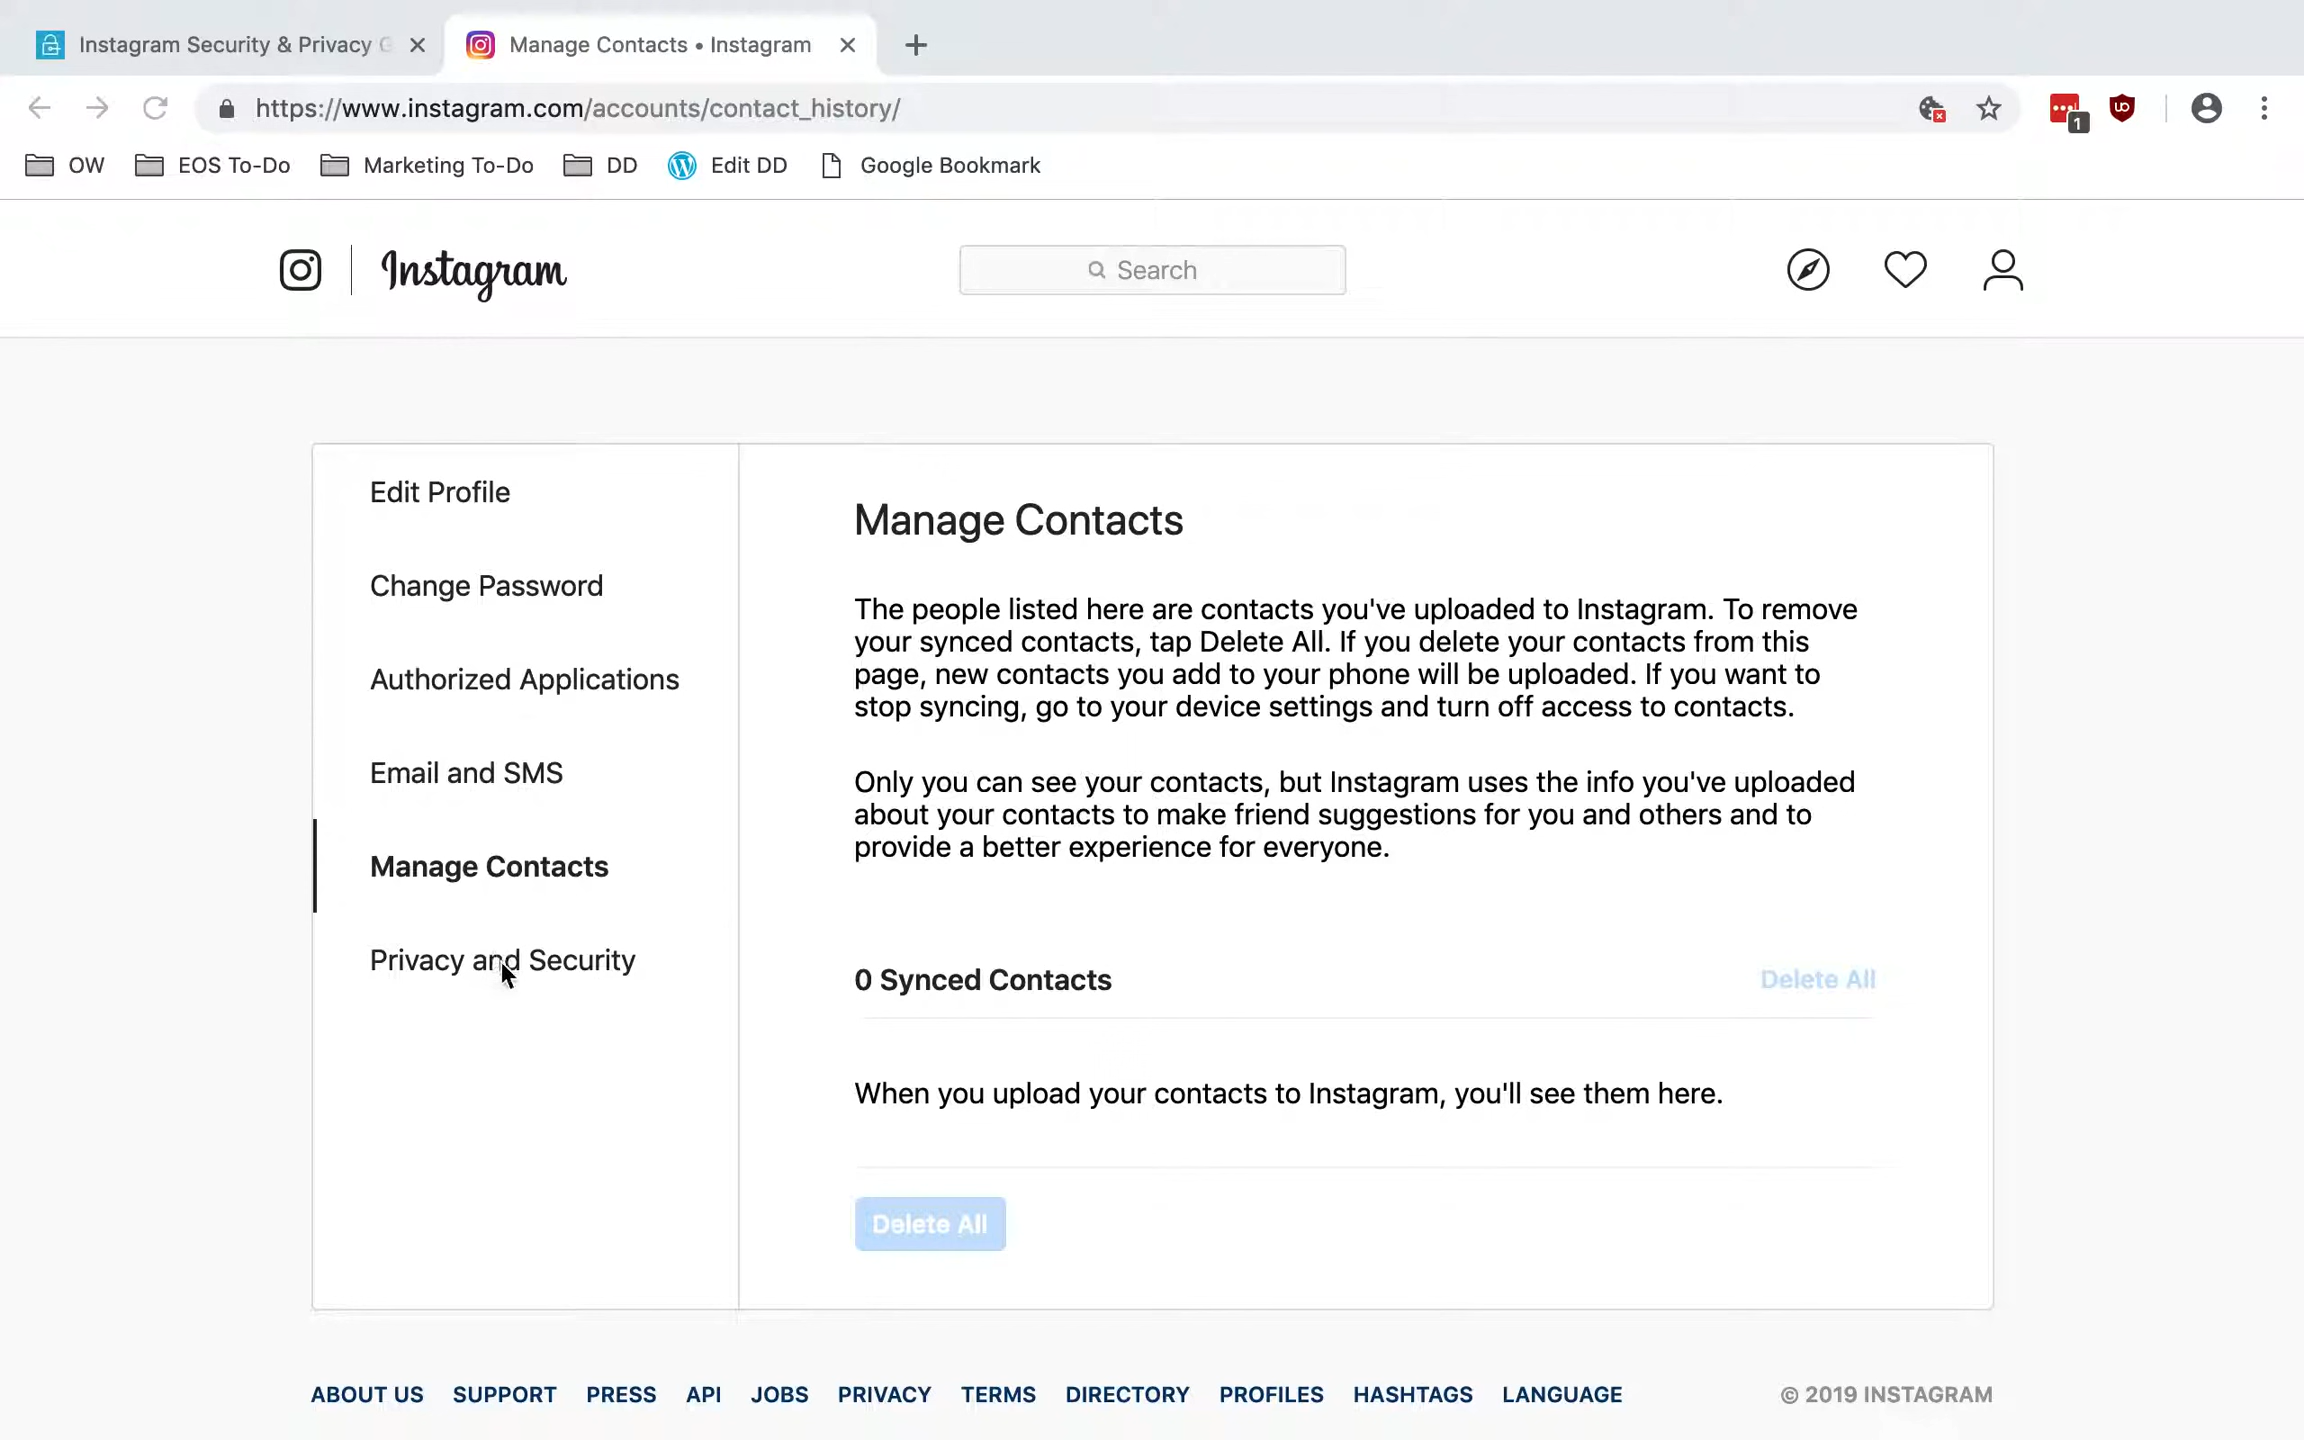 Instagram Security & Privacy G
Manage Contacts • Instagram
https://www.instagram.com/accounts/contact_history/
1
OW
EOS To-Do
Marketing To-Do
DD
Edit DD
Google Bookmark
Instagram
Search
Edit Profile
Change Password
Authorized Applications
Email and SMS
Manage Contacts
Privacy and Security
Manage Contacts
The people listed here are contacts you've uploaded to Instagram. To remove
your synced contacts, tap Delete All. If you delete your contacts from this
page, new contacts you add to your phone will be uploaded. If you want to
stop syncing, go to your device settings and turn off access to contacts.
Only you can see your contacts, but Instagram uses the info you've uploaded
about your contacts to make friend suggestions for you and others and to
provide a better experience for everyone.
0 Synced Contacts
Delete All
When you upload your contacts to Instagram, you'll see them here.
Delete All
ABOUT US SUPPORT PRESS API JOBS PRIVACY TERMS DIRECTORY PROFILES HASHTAGS LANGUAGE
© 2019 INSTAGRAM